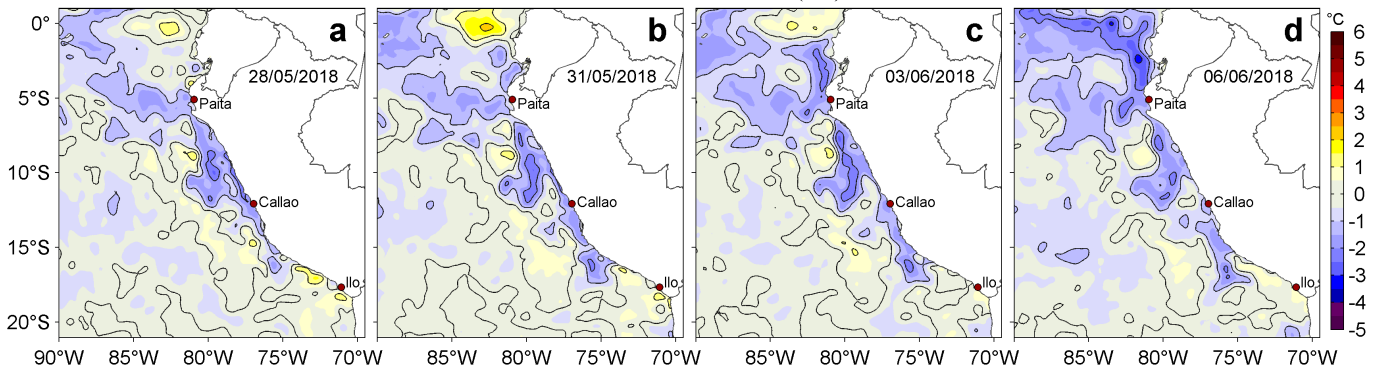 a
b
c
d
°C
0°
5°S
10°S
15°S
20°S
28/05/2018
31/05/2018
03/06/2018
06/06/2018
Paita
Callao
Ilo
Paita
Callao
Ilo
Paita
Callao
Ilo
Paita
Callao
Ilo
90°W
85°W
80°W
75°W
70°W
85°W
80°W
75°W
70°W
85°W
80°W
75°W
70°W
85°W
80°W
75°W
70°W
6
5
4
3
2
1
0
-1
-2
-3
-4
-5